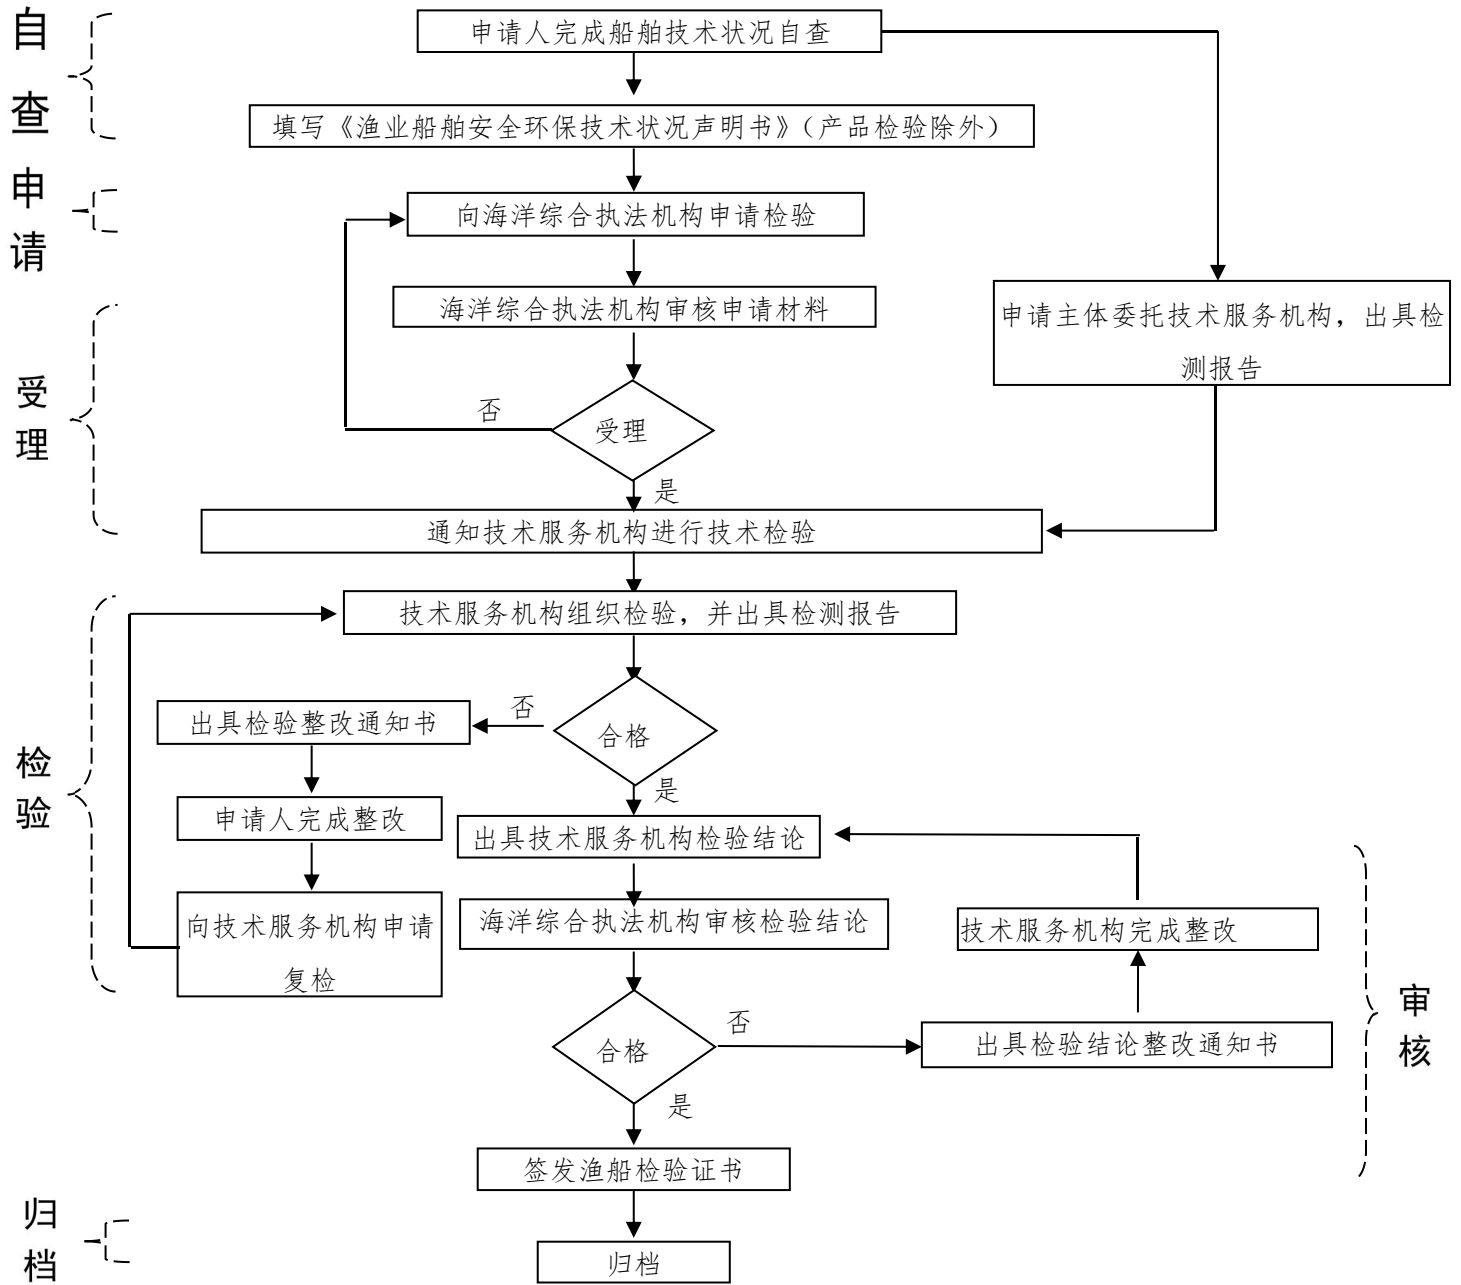 自
查
申请人完成船舶技术状况自查
填写《渔业船舶安全环保技术状况声明书》（产品检验除外）
申
请
向海洋综合执法机构申请检验
海洋综合执法机构审核申请材料
申请主体委托技术服务机构，出具检
测报告
受
理
否
受理
是
通知技术服务机构进行技术检验
技术服务机构组织检验，并出具检测报告
检
验
出具检验整改通知书
否
合格
是
申请人完成整改
出具技术服务机构检验结论
向技术服务机构申请
复检
海洋综合执法机构审核检验结论
技术服务机构完成整改
审
核
合格
否
出具检验结论整改通知书
是
签发渔船检验证书
归
档
归档